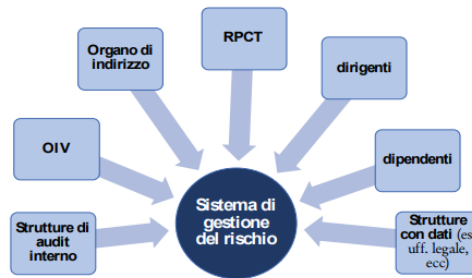 RPCT
Organo di
indirizzo
dirigenti
OIV
dipendenti
Strutture di
audit
interno
Sistema di
gestione
del rischio
Strutture
con dati (es
uff. legale,
ecc)